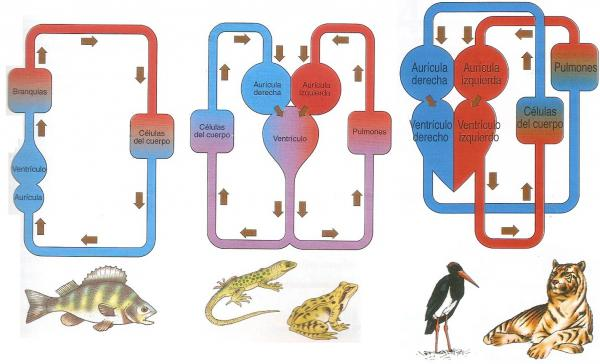 Branquias
Células
del cuerpo
Ventrículo
Aurícula
Aurícula
derecha
Aurícula
izquierda
Células
del cuerpo
Ventrículo
Pulmones
Aurícula
derecha
Aurícula
izquierda
Pulmones
Ventrículo
derecho
Ventrículo
izquierdo
Células
del cuerpo